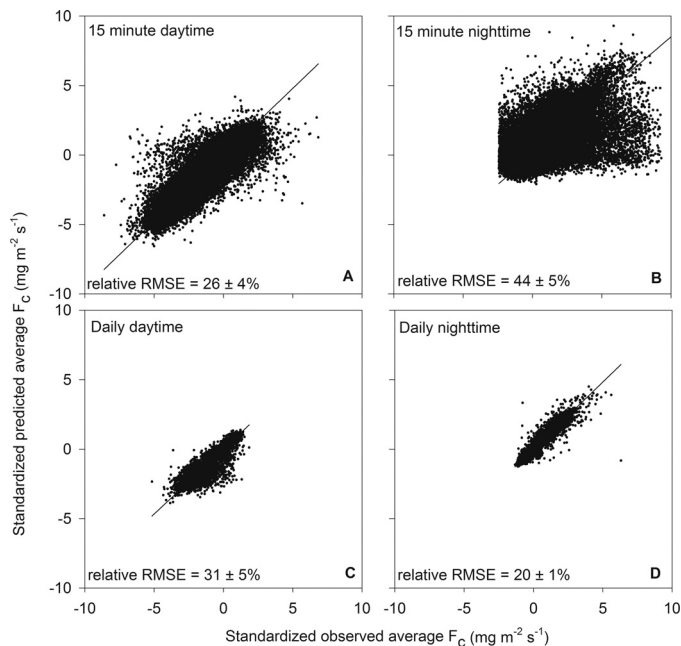 10
15 minute daytime
15 minute nighttime
5
0
-5
relative RMSE = 26 ± 4%
A
relative RMSE = 44 ± 5%
B
-10
10
Daily daytime
Daily nighttime
5
0
-5
relative RMSE = 31 ± 5%
C
relative RMSE = 20 ± 1%
D
-10
-10 -5 0 5 10 -10 -5 0 5 10
Standardized observed average F_C (mg m⁻² s⁻¹)
Standardized predicted average F_C (mg m⁻² s⁻¹)